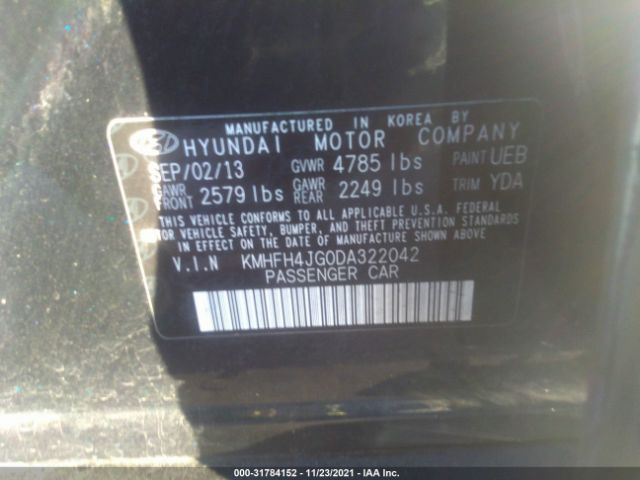 MANUFACTURED IN KOREA BY
HYUNDAI MOTOR COMPANY
SEP/02/13 GVWR 4785 lbs PAINT UEB
GAWR FRONT 2579 lbs GAWR REAR 2249 lbs TRIM YDA
THIS VEHICLE CONFORMS TO ALL APPLICABLE U.S.A. FEDERAL
MOTOR VEHICLE SAFETY, BUMPER, AND THEFT PREVENTION STANDARDS
IN EFFECT ON THE DATE OF MANUFACTURE SHOWN ABOVE.
V.I.N KMHFH4JG0DA322042
PASSENGER CAR
000-31784152 - 11/23/2021 - IAA Inc.